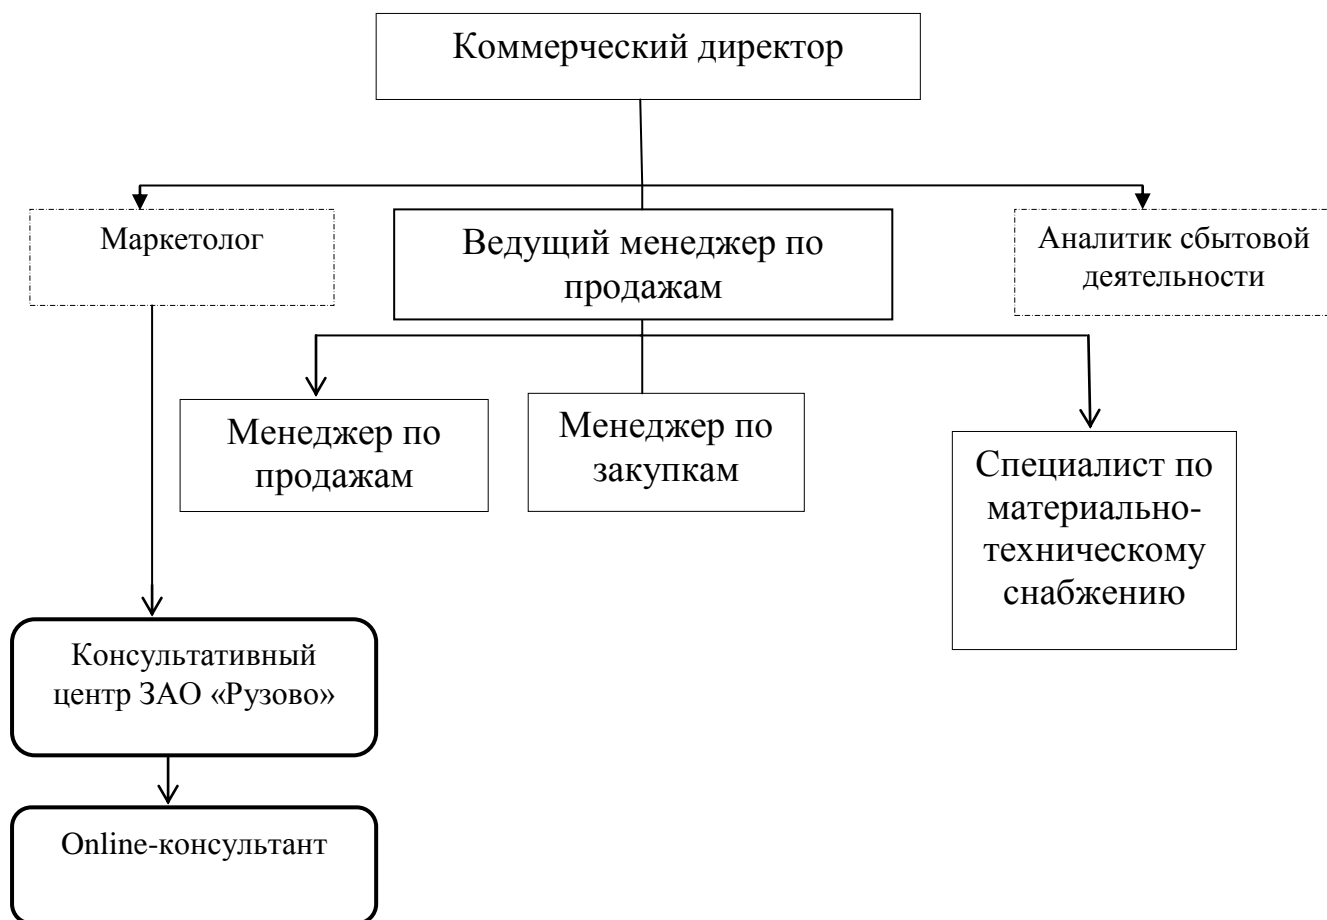 Коммерческий директор
Маркетолог
Ведущий менеджер по
продажам
Аналитик сбытовой
деятельности
Менеджер по
продажам
Менеджер по
закупкам
Специалист по
материально-
техническому
снабжению
Консультативный
центр ЗАО «Рузово»
Online-консультант